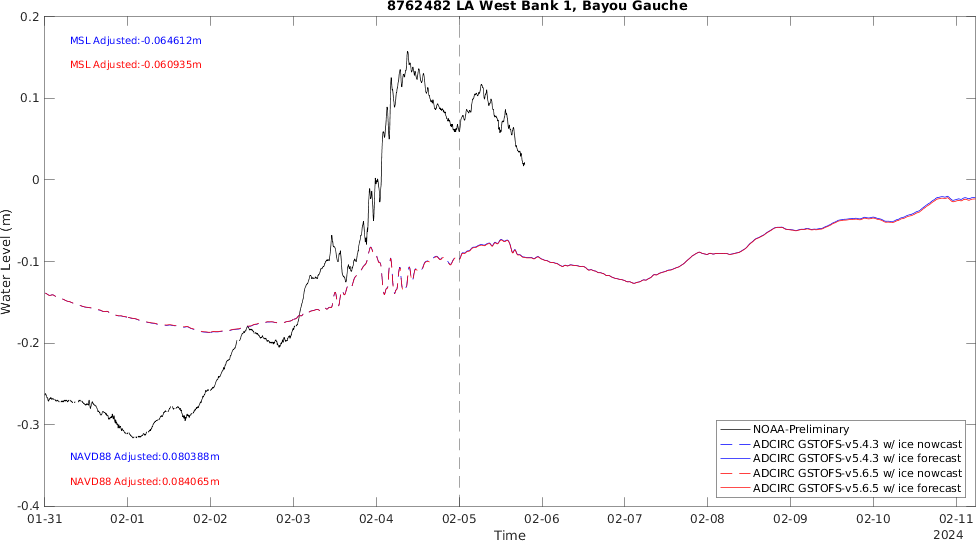 8762482 LA West Bank 1, Bayou Gauche
MSL Adjusted:-0.064612m
MSL Adjusted:-0.060935m
NAVD88 Adjusted:0.080388m
NAVD88 Adjusted:0.084065m
Water Level (m)
0.2
0.1
0
-0.1
-0.2
-0.3
-0.4
NOAA-Preliminary
ADCIRC GSTOFS-v5.4.3 w/ ice nowcast
ADCIRC GSTOFS-v5.4.3 w/ ice forecast
ADCIRC GSTOFS-v5.6.5 w/ ice nowcast
ADCIRC GSTOFS-v5.6.5 w/ ice forecast
01-31 02-01 02-02 02-03 02-04 02-05 02-06 02-07 02-08 02-09 02-10 02-11
Time 2024